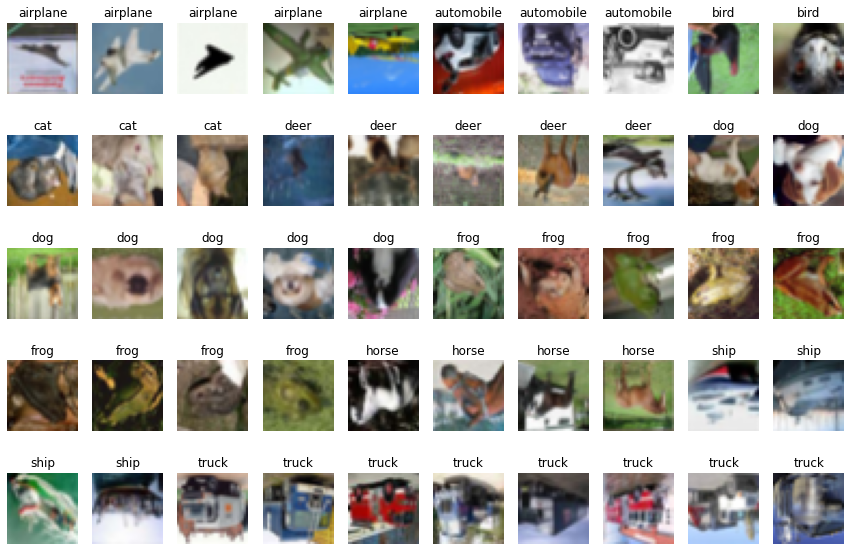 airplane airplane airplane airplane airplane automobile automobile automobile bird bird
cat cat cat deer deer deer deer deer dog dog
dog dog dog dog dog frog frog frog frog frog
frog frog frog frog horse horse horse horse ship ship
ship ship truck truck truck truck truck truck truck truck